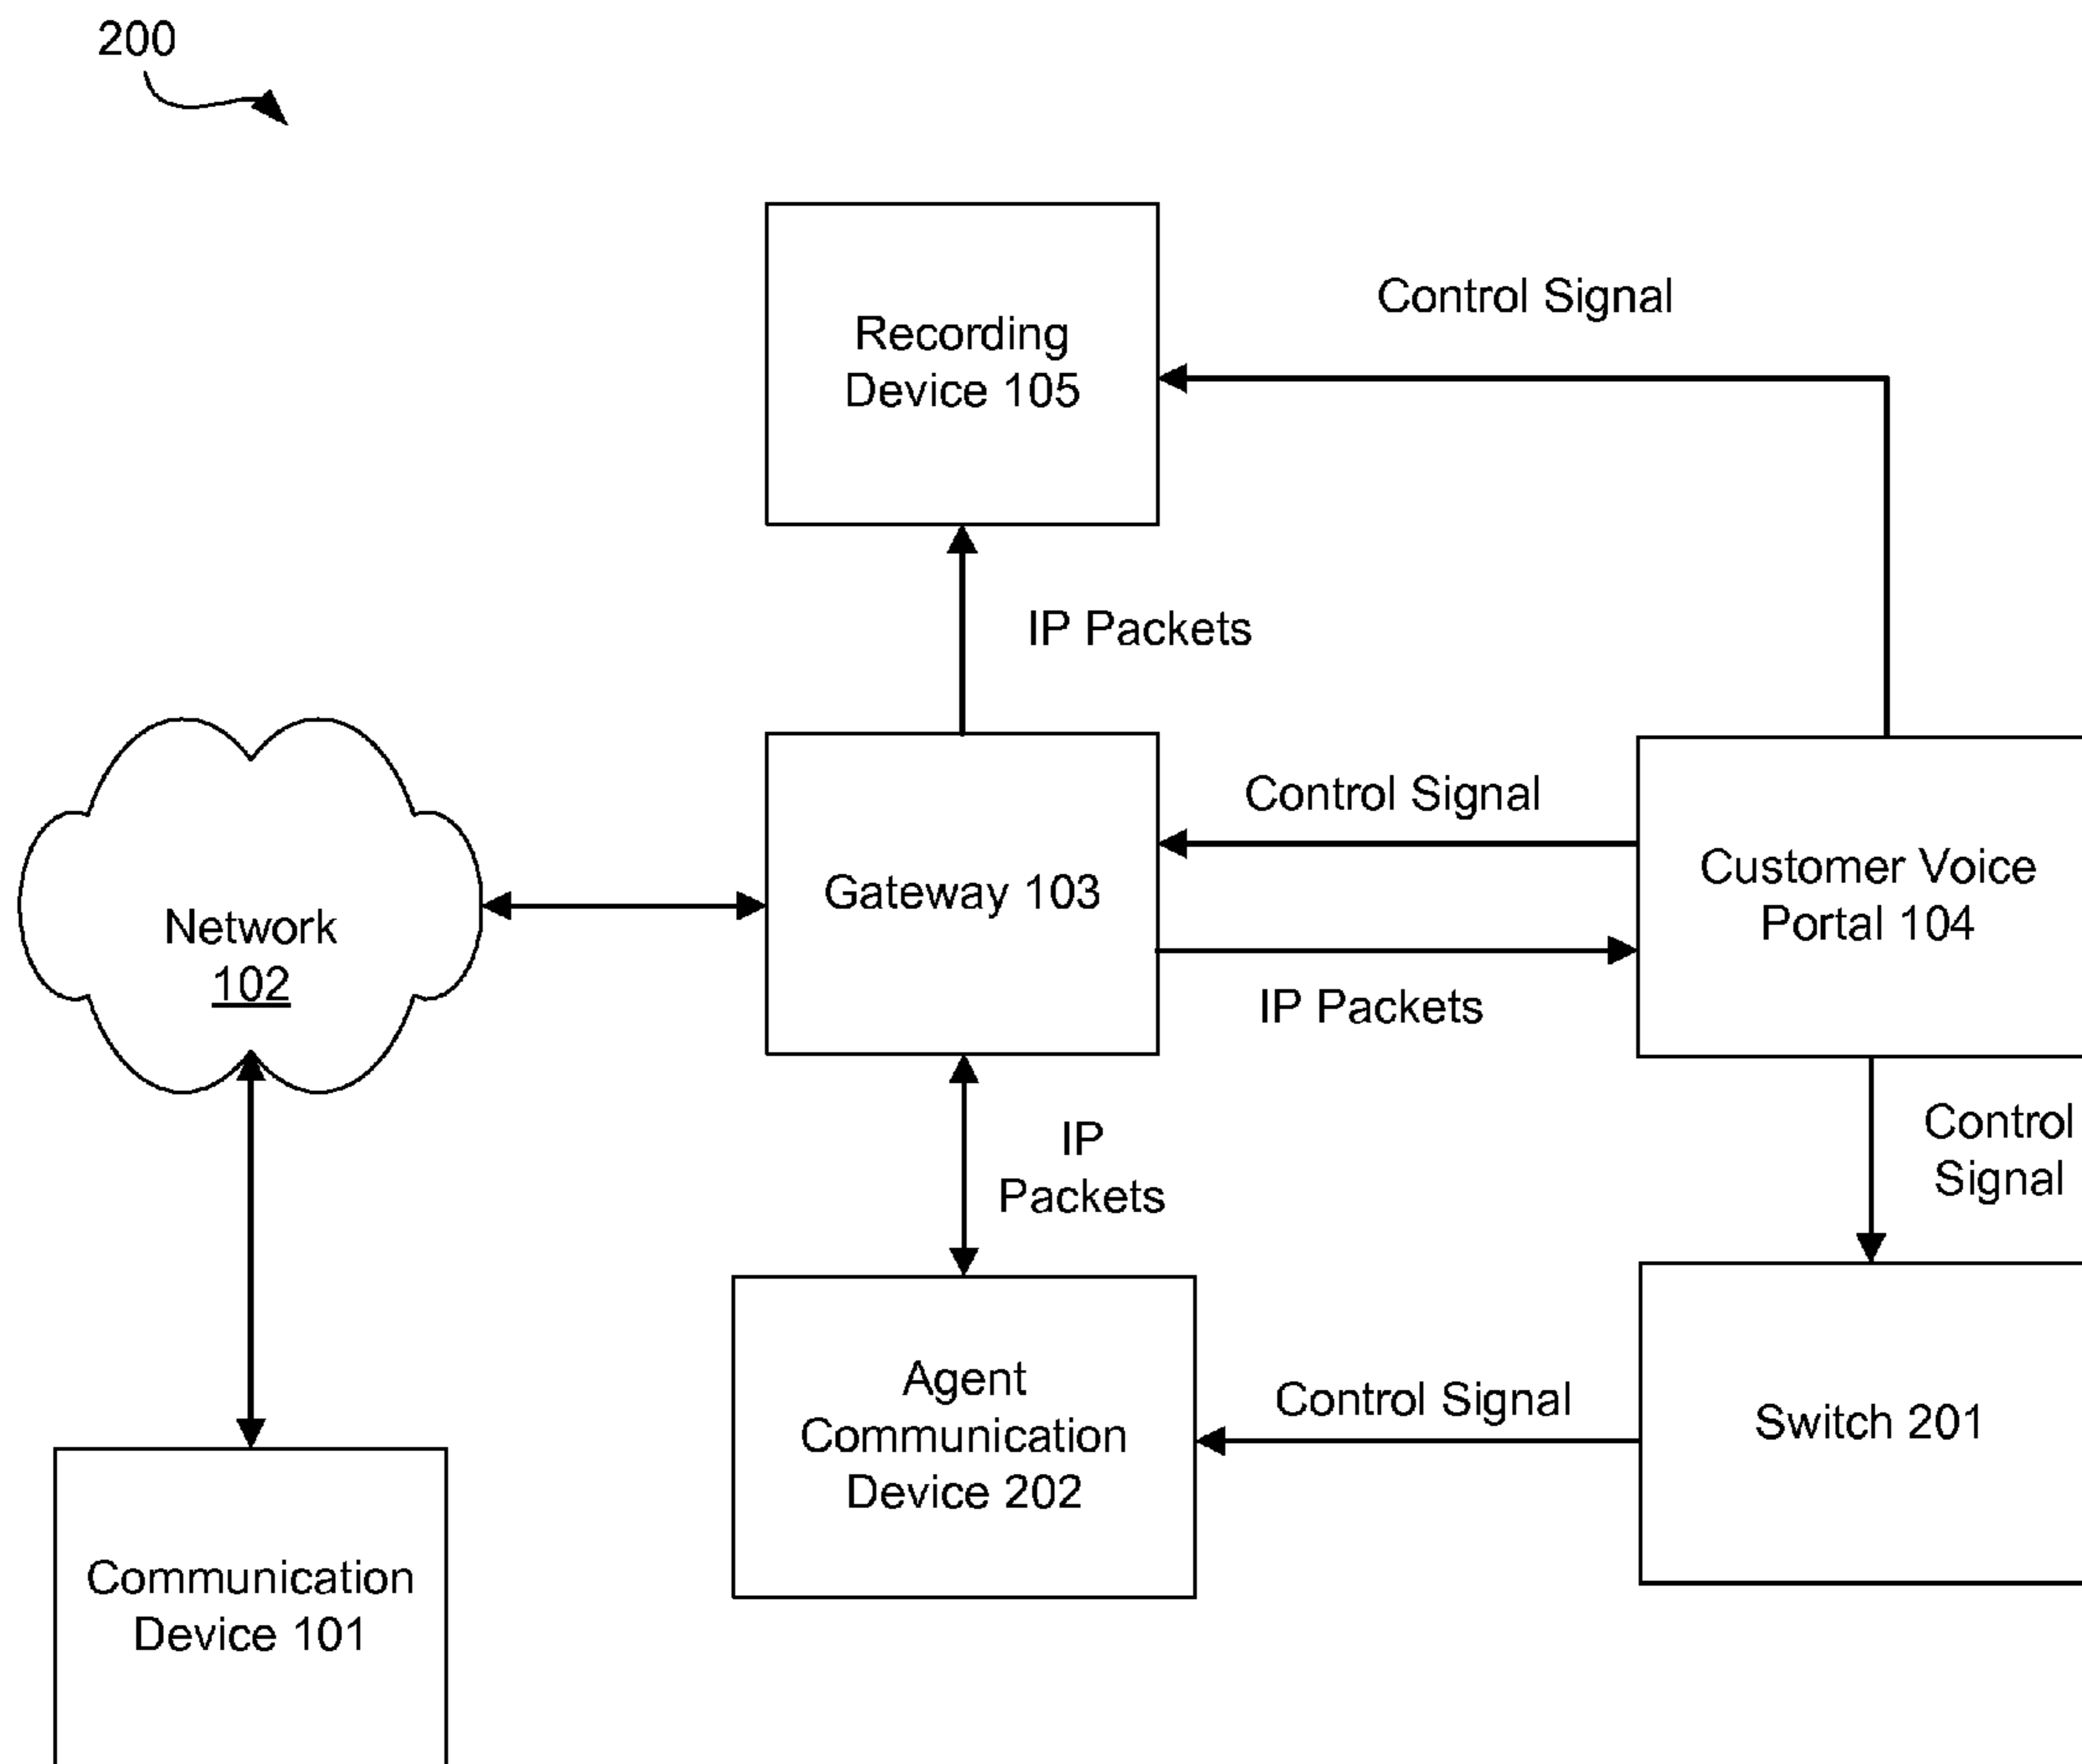 200
Recording
Device 105
Control Signal
IP Packets
Control Signal
Gateway 103
Customer Voice
Portal 104
Network
102
IP Packets
Control
Signal
IP
Packets
Agent
Communication
Device 202
Control Signal
Switch 201
Communication
Device 101